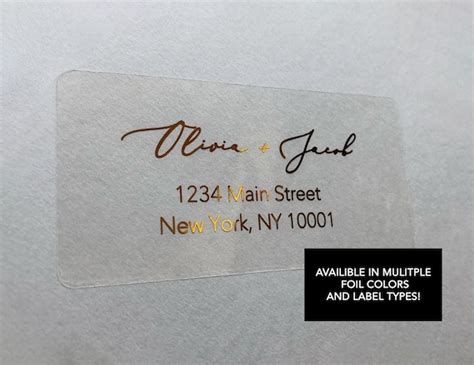 Olivia + Jacob
1234 Main Street
New York, NY 10001
AVAILIBLE IN MULITPLE
FOIL COLORS
AND LABEL TYPES!